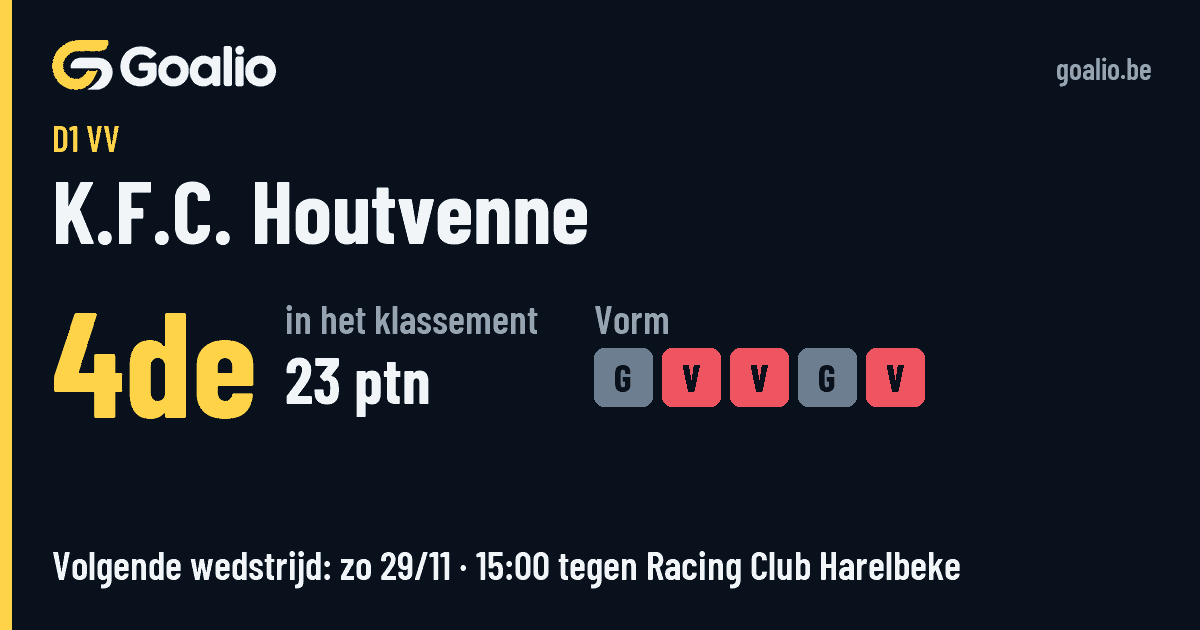 Goalio
goalio.be
D1 VV
K.F.C. Houtvenne
4de
in het klassement
23 ptn
Vorm
G V V G V
Volgende wedstrijd: zo 29/11 · 15:00 tegen Racing Club Harelbeke